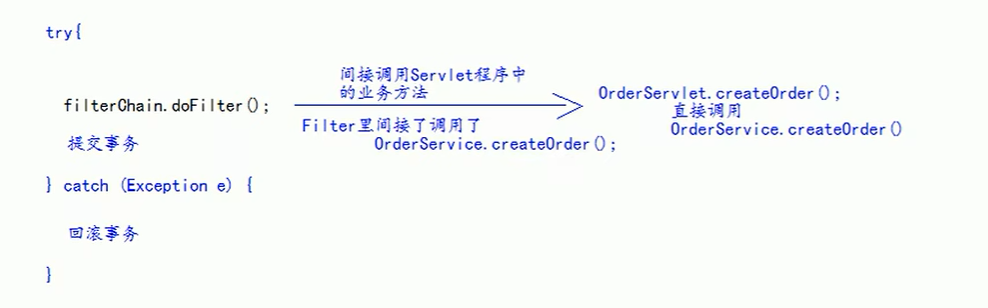 try{
间接调用Servlet程序中
的业务方法
filterChain.doFilter();
OrderServlet.createOrder();
直接调用
Filter里间接了调用了
OrderService.createOrder();
OrderService.createOrder()
提交事务
} catch (Exception e) {
回滚事务
}